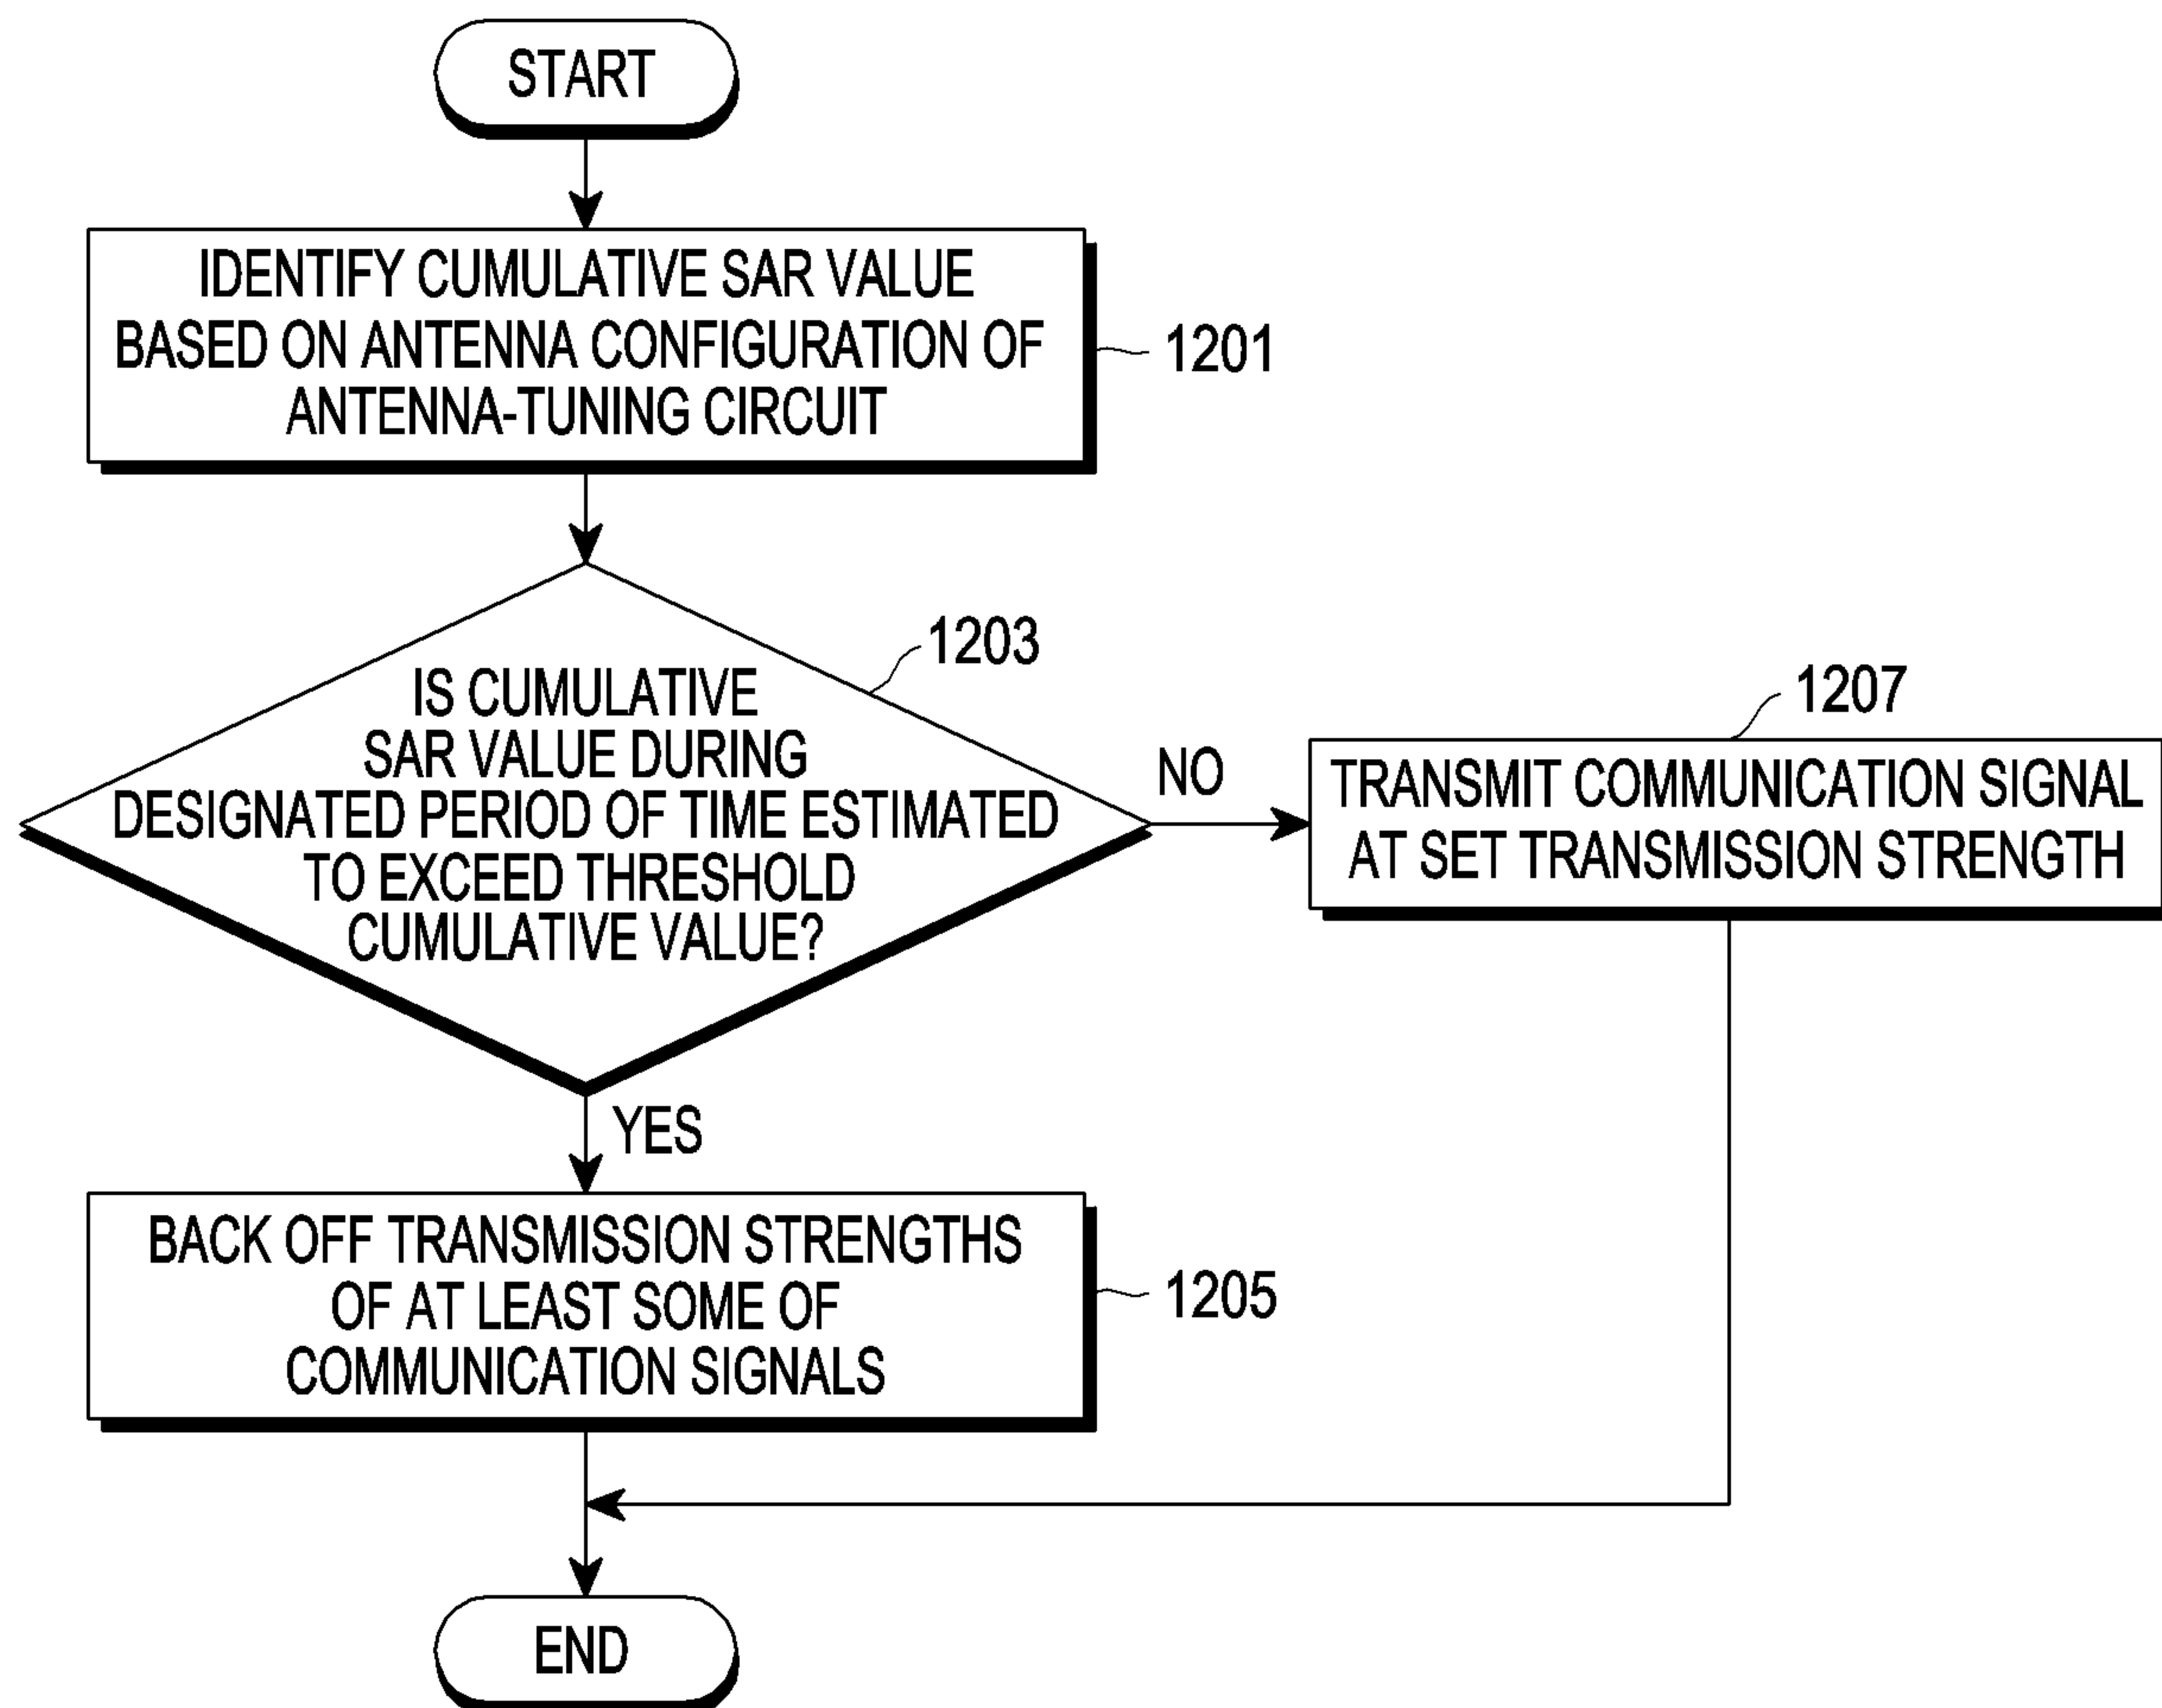 START
IDENTIFY CUMULATIVE SAR VALUE
BASED ON ANTENNA CONFIGURATION OF
ANTENNA-TUNING CIRCUIT
1201
1203
IS CUMULATIVE
SAR VALUE DURING
DESIGNATED PERIOD OF TIME ESTIMATED
TO EXCEED THRESHOLD
CUMULATIVE VALUE?
NO
1207
TRANSMIT COMMUNICATION SIGNAL
AT SET TRANSMISSION STRENGTH
YES
BACK OFF TRANSMISSION STRENGTHS
OF AT LEAST SOME OF
COMMUNICATION SIGNALS
1205
END